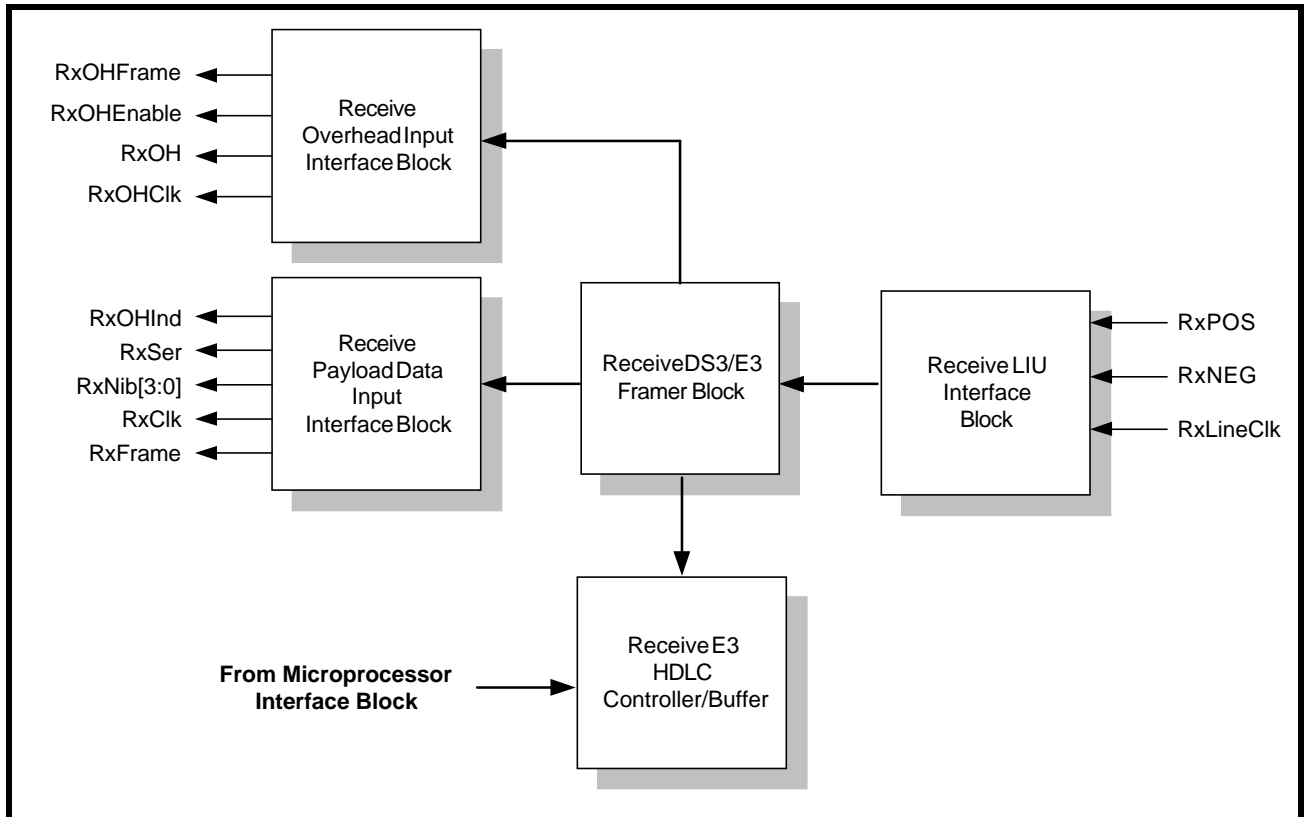 RxOHFrame
RxOHEnable
RxOH
RxOHClk
Receive
Overhead Input
Interface Block
RxOHInd
RxSer
RxNib[3:0]
RxClk
RxFrame
Receive
Payload Data
Input
Interface Block
Receive DS3/E3
Framer Block
Receive LIU
Interface
Block
RxPOS
RxNEG
RxLineClk
Receive E3
HDLC
Controller/Buffer
From Microprocessor
Interface Block